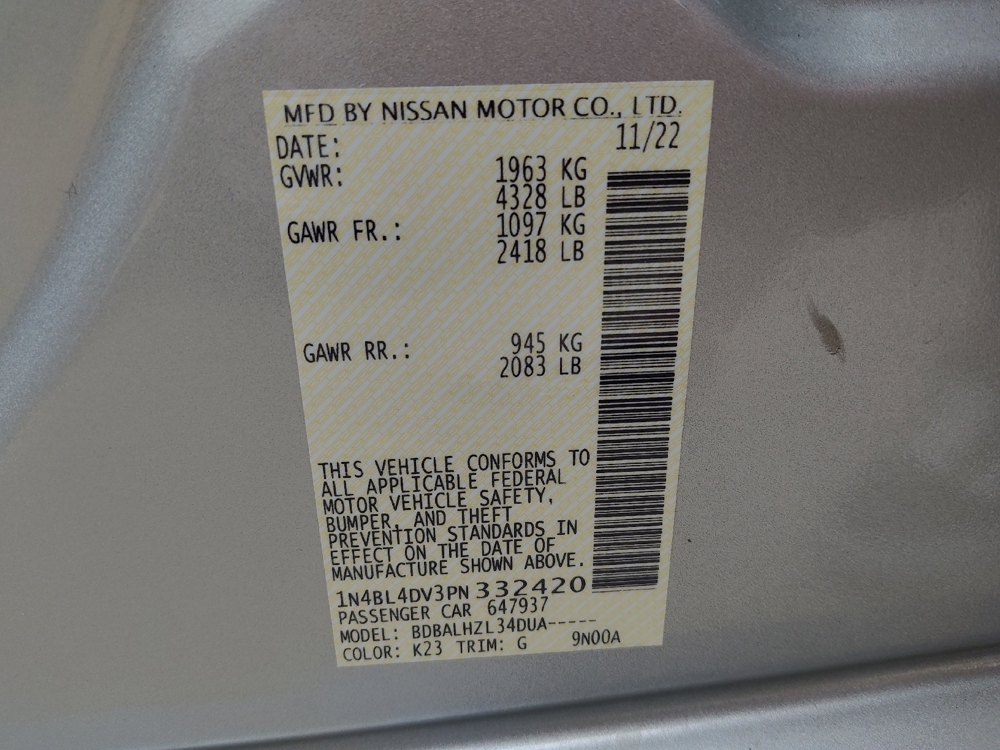 MFD BY NISSAN MOTOR CO., LTD.
DATE: 11/22
GVWR: 1963 KG
4328 LB
GAWR FR.: 1097 KG
2418 LB
GAWR RR.: 945 KG
2083 LB
THIS VEHICLE CONFORMS TO
ALL APPLICABLE FEDERAL
MOTOR VEHICLE SAFETY,
BUMPER, AND THEFT
PREVENTION STANDARDS IN
EFFECT ON THE DATE OF
MANUFACTURE SHOWN ABOVE.
1N4BL4DV3PN 332420
PASSENGER CAR 647937
MODEL: BDBALHZL34DUA-----
COLOR: K23 TRIM: G 9N00A